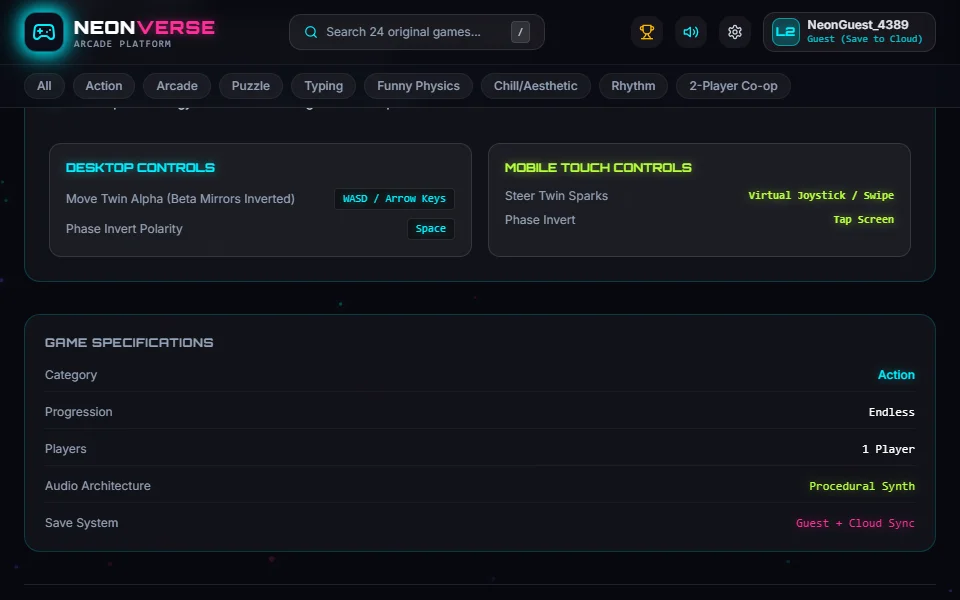 NEONVERSE
ARCADE PLATFORM
Search 24 original games... /
L2
NeonGuest_4389
Guest (Save to Cloud)
All Action Arcade Puzzle Typing Funny Physics Chill/Aesthetic Rhythm 2-Player Co-op
DESKTOP CONTROLS
Move Twin Alpha (Beta Mirrors Inverted) WASD / Arrow Keys
Phase Invert Polarity Space
MOBILE TOUCH CONTROLS
Steer Twin Sparks Virtual Joystick / Swipe
Phase Invert Tap Screen
GAME SPECIFICATIONS
Category Action
Progression Endless
Players 1 Player
Audio Architecture Procedural Synth
Save System Guest + Cloud Sync